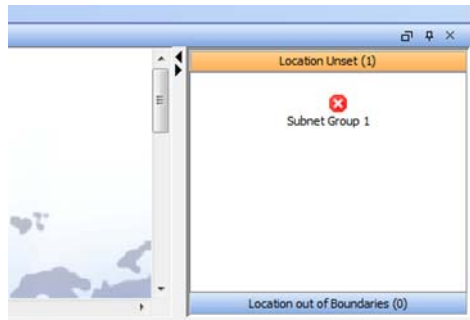 Location Unset (1)
Subnet Group 1
Location out of Boundaries (0)